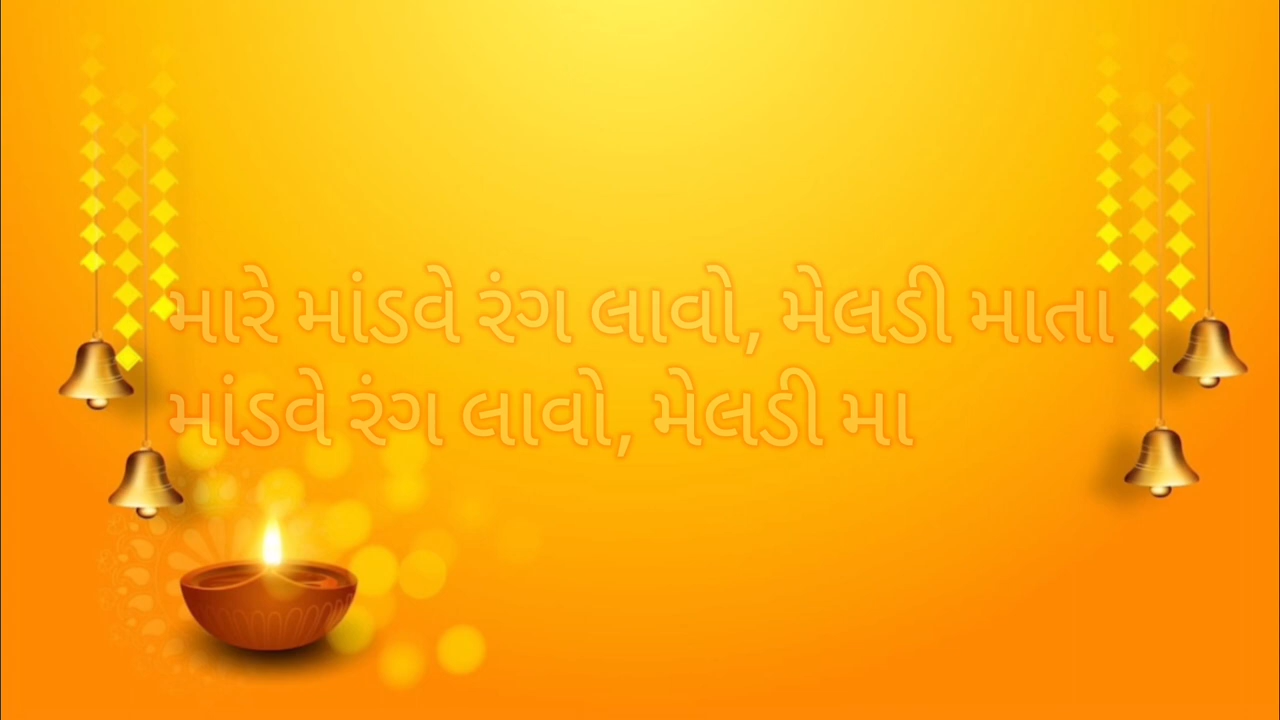 મારે માંડવે રંગ લાવો, મેલડી માતા
માંડવે રંગ લાવો, મેલડી મા